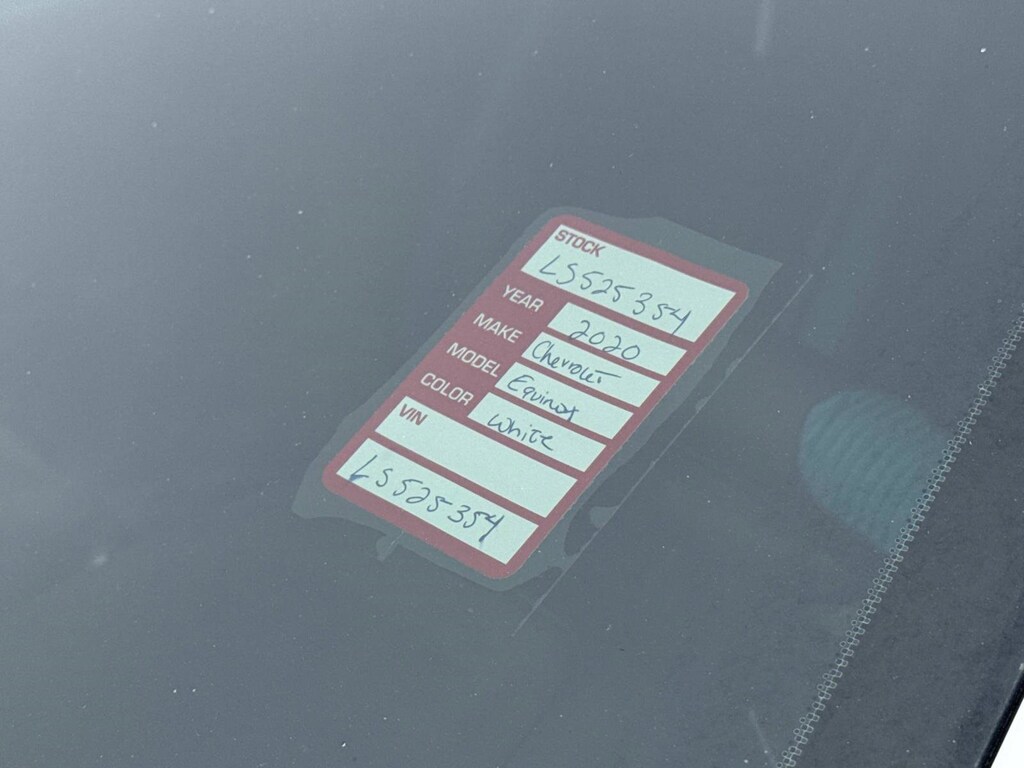 STOCK
LS525354
YEAR 2020
MAKE Chevrolet
MODEL Equinox
COLOR White
VIN
LS525354